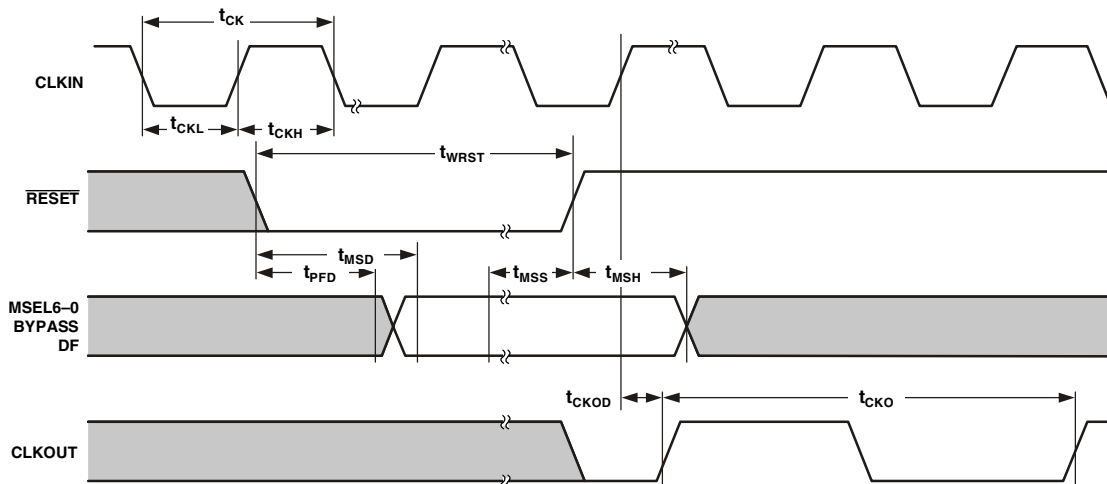 tCK
CLKIN
tCKL
tCKH
tWRST
RESET
tMSD
tPFD
tMSS
tMSH
MSEL6–0
BYPASS
DF
tCKOD
tCKO
CLKOUT